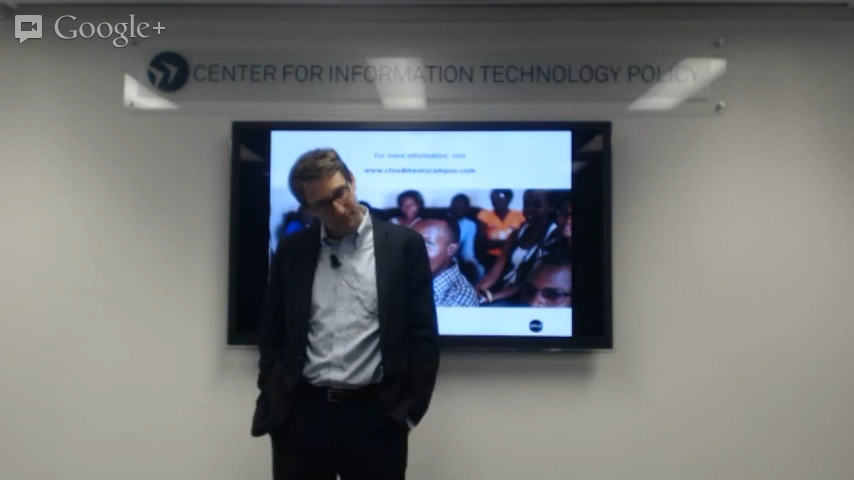 Google+
CENTER FOR INFORMATION TECHNOLOGY POLICY
For more information, visit
www.cloudmeetscampus.com